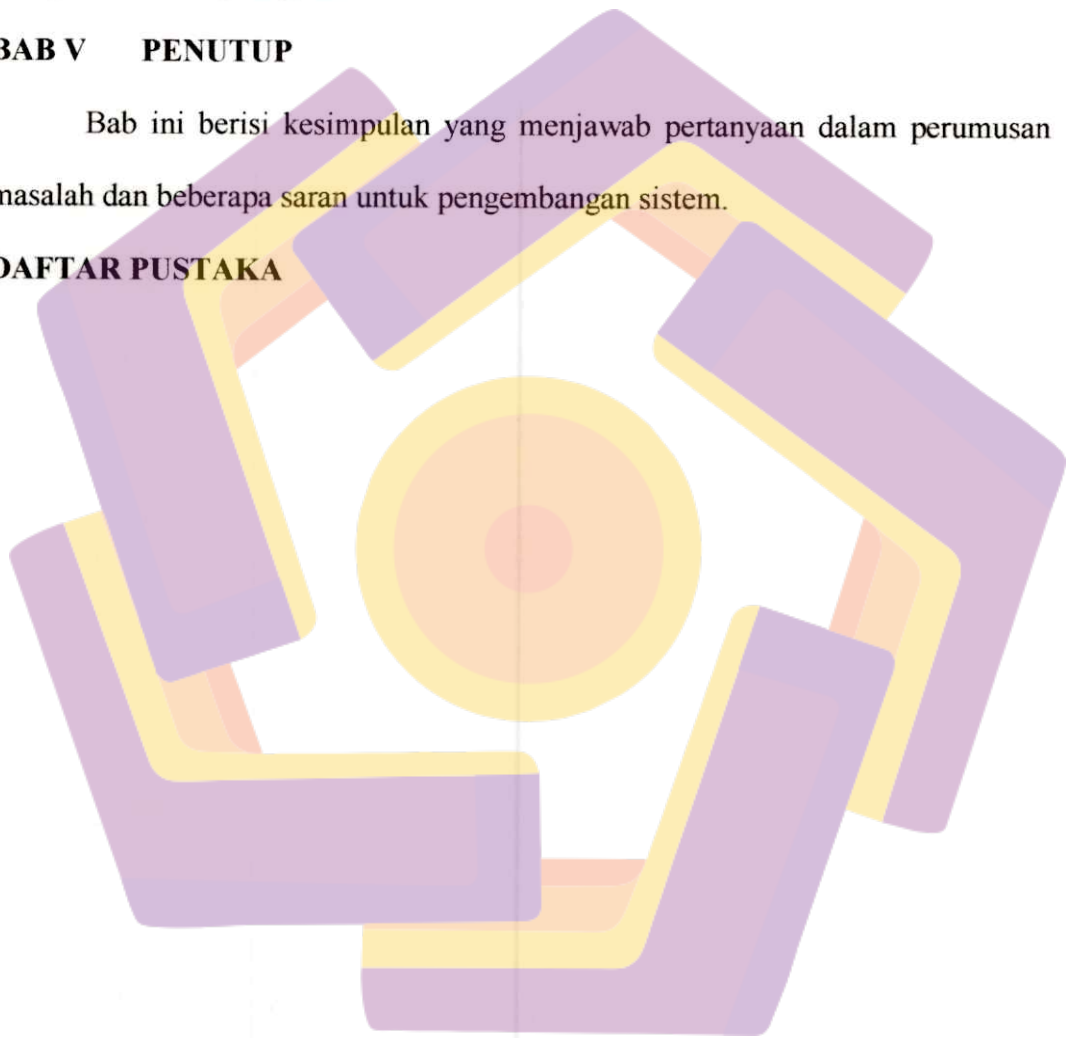 BAB V PENUTUP
Bab ini berisi kesimpulan yang menjawab pertanyaan dalam perumusan
masalah dan beberapa saran untuk pengembangan sistem.
DAFTAR PUSTAKA